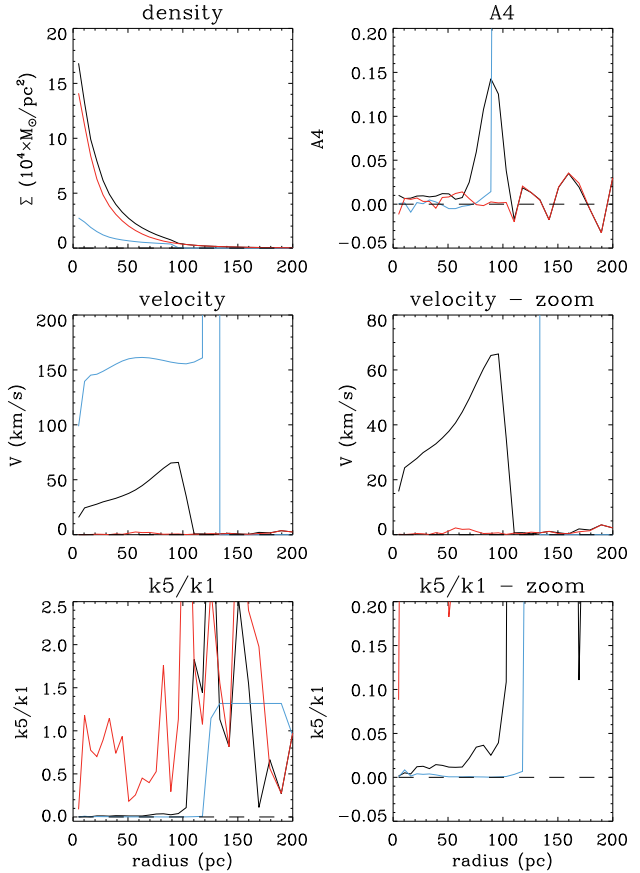 density
A4
Σ (10⁴×M☉/pc²)
20
15
10
5
0
0 50 100 150 200
A4
0.20
0.15
0.10
0.05
0.00
−0.05
0 50 100 150 200
velocity
velocity − zoom
V (km/s)
200
150
100
50
0
0 50 100 150 200
V (km/s)
80
60
40
20
0
0 50 100 150 200
k5/k1
k5/k1 − zoom
k5/k1
2.5
2.0
1.5
1.0
0.5
0.0
0 50 100 150 200
radius (pc)
k5/k1
0.20
0.15
0.10
0.05
0.00
−0.05
0 50 100 150 200
radius (pc)